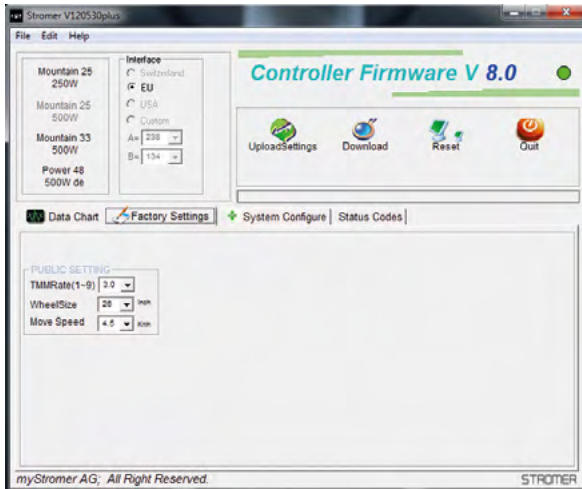 Stromer V120530plus
File Edit Help
Mountain 25
250W
Mountain 25
500W
Mountain 33
500W
Power 48
500W de
Interface
Switzerland
EU
USA
Custom
A= 238
B= 134
Controller Firmware V 8.0
UploadSettings Download Reset Quit
Data Chart Factory Settings System Configure Status Codes
PUBLIC SETTING
TMMRate(1~9) 3.0
WheelSize 26 Inch
Move Speed 4.5 Kmh
myStromer AG; All Right Reserved.
STROMER